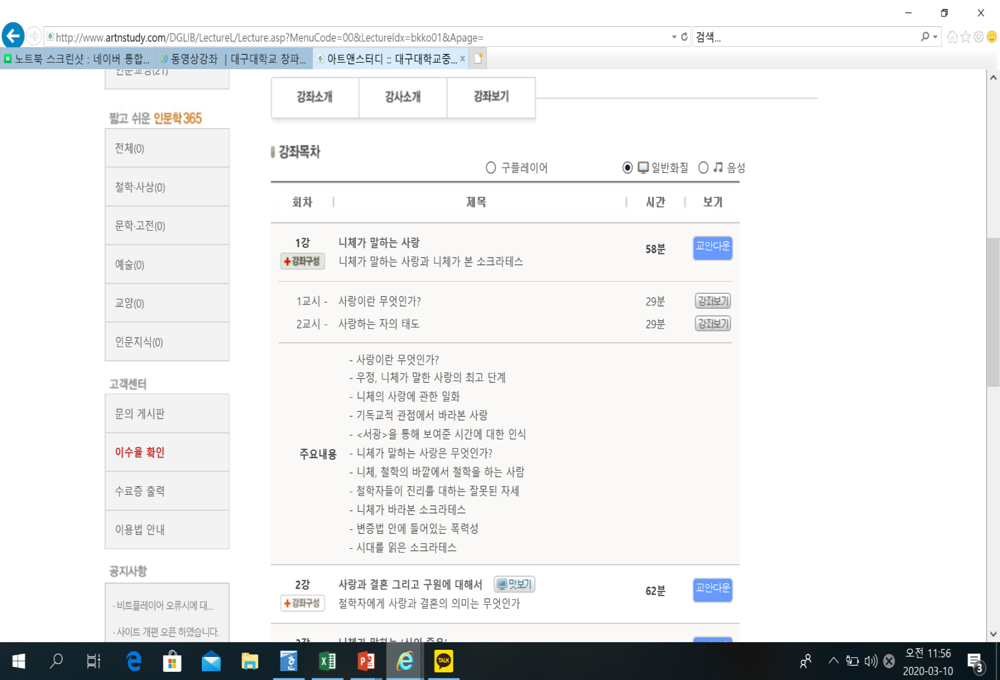 http://www.artnstudy.com/DGLIB/LectureL/Lecture.asp?MenuCode=00&LectureIdx=bkko01&Apage=
검색...
노트북 스크린샷 : 네이버 통합...
동영상강좌 | 대구대학교 창파...
아트앤스터디 :: 대구대학교중...
인문교양(21)
짧고 쉬운 인문학365
전체(0)
철학·사상(0)
문학·고전(0)
예술(0)
교양(0)
인문지식(0)
고객센터
문의 게시판
이수율 확인
수료증 출력
이용법 안내
공지사항
· 비트플레이어 오류시에 대...
· 사이트 개편 오픈 하였습니다.
강좌소개 강사소개 강좌보기
강좌목차
구플레이어 일반화질 음성
회차 | 제목 | 시간 | 보기
1강 니체가 말하는 사랑 58분 교안다운
+강좌구성 니체가 말하는 사랑과 니체가 본 소크라테스
1교시 - 사랑이란 무엇인가? 29분 강좌보기
2교시 - 사랑하는 자의 태도 29분 강좌보기
주요내용
- 사랑이란 무엇인가?
- 우정, 니체가 말한 사랑의 최고 단계
- 니체의 사랑에 관한 일화
- 기독교적 관점에서 바라본 사랑
- <서광>을 통해 보여준 시간에 대한 인식
- 니체가 말하는 사랑은 무엇인가?
- 니체, 철학의 바깥에서 철학을 하는 사람
- 철학자들이 진리를 대하는 잘못된 자세
- 니체가 바라본 소크라테스
- 변증법 안에 들어있는 폭력성
- 시대를 읽은 소크라테스
2강 사랑과 결혼 그리고 구원에 대해서 맛보기 62분 교안다운
+강좌구성 철학자에게 사랑과 결혼의 의미는 무엇인가
3강 니체가 말하는 '신의 죽음'
TALK
오전 11:56
2020-03-10
3